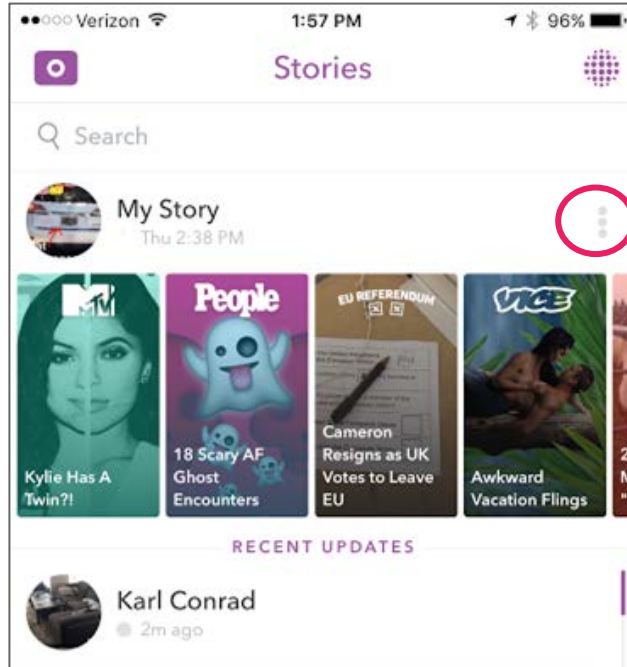 Verizon 1:57 PM 96%
Stories
Search
My Story
Thu 2:38 PM
MTV
Kylie Has A
Twin?!
People
18 Scary AF
Ghost
Encounters
EU REFERENDUM
Cameron
Resigns as UK
Votes to Leave
EU
VICE
Awkward
Vacation Flings
2
M
"
RECENT UPDATES
Karl Conrad
2m ago